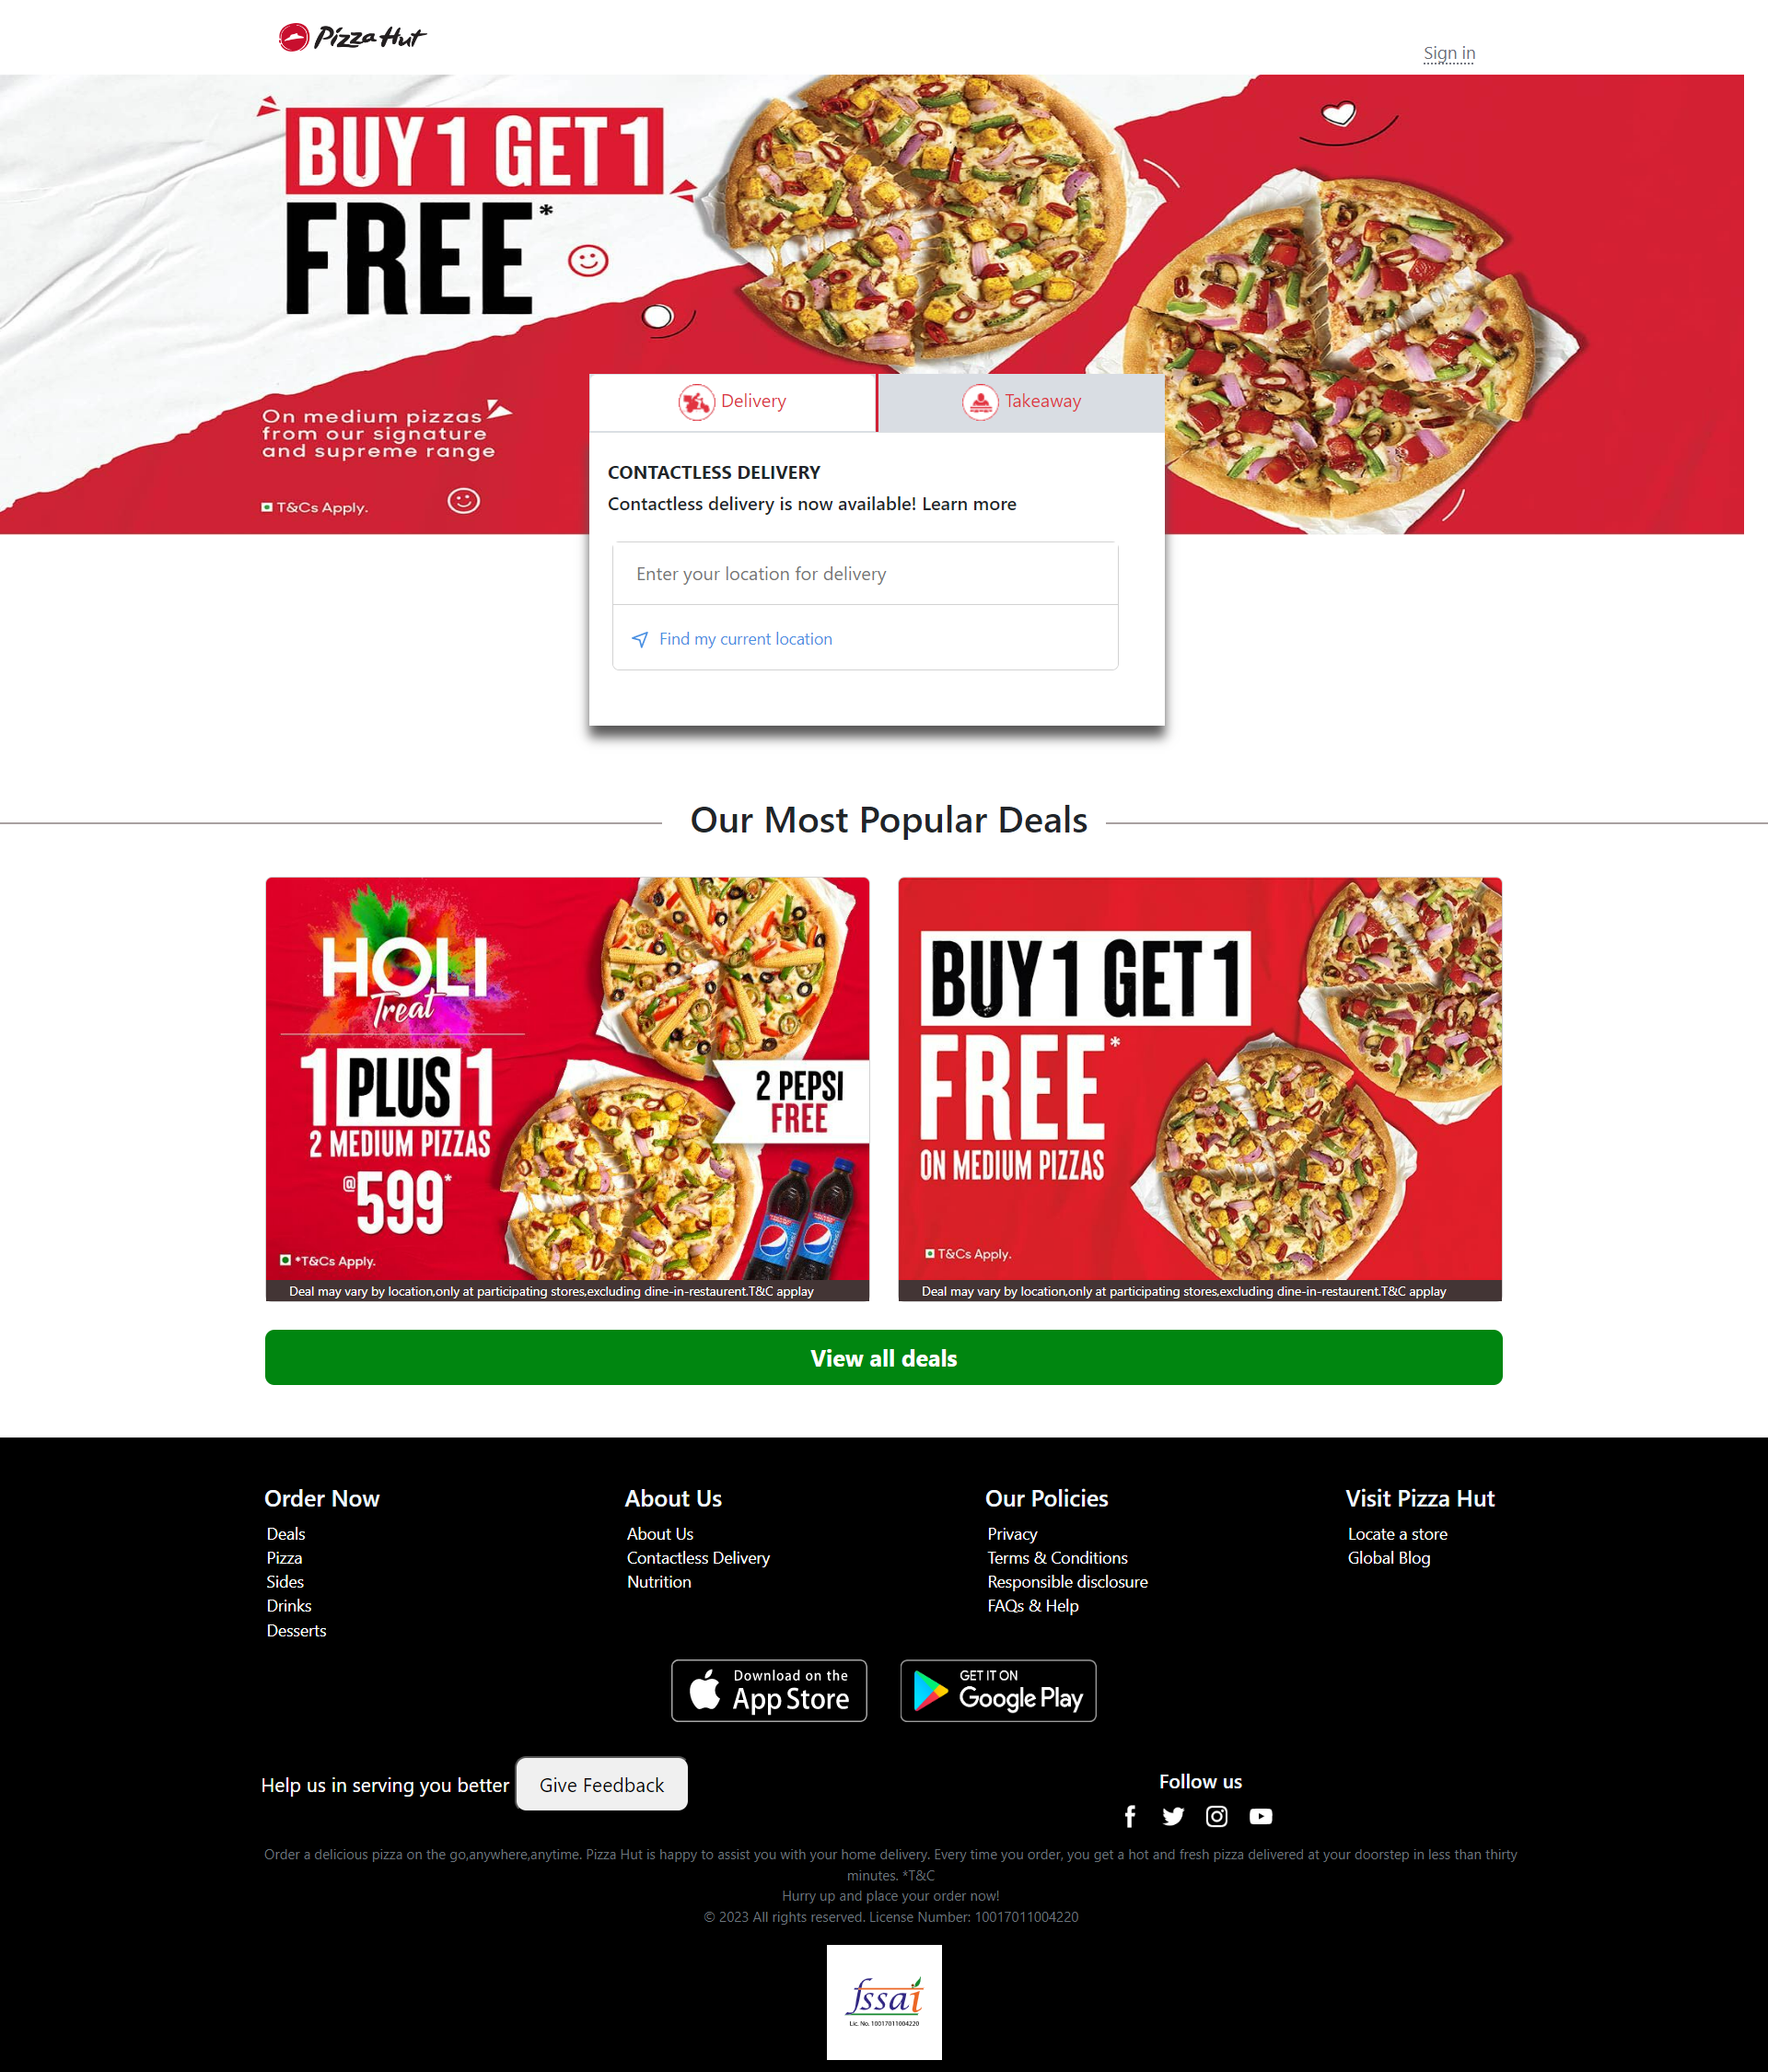 Pizza Hut
Sign in
BUY 1 GET 1
FREE*
On medium pizzas
from our signature
and supreme range
T&Cs Apply.
Delivery
Takeaway
CONTACTLESS DELIVERY
Contactless delivery is now available! Learn more
Enter your location for delivery
Find my current location
Our Most Popular Deals
HOLI
Treat
1 PLUS 1
2 MEDIUM PIZZAS
@599*
2 PEPSI
FREE
*T&Cs Apply.
Deal may vary by location,only at participating stores,excluding dine-in-restaurent.T&C applay
BUY 1 GET 1
FREE*
ON MEDIUM PIZZAS
T&Cs Apply.
Deal may vary by location,only at participating stores,excluding dine-in-restaurent.T&C applay
View all deals
Order Now
Deals
Pizza
Sides
Drinks
Desserts
About Us
About Us
Contactless Delivery
Nutrition
Our Policies
Privacy
Terms & Conditions
Responsible disclosure
FAQs & Help
Visit Pizza Hut
Locate a store
Global Blog
Download on the
App Store
GET IT ON
Google Play
Help us in serving you better
Give Feedback
Follow us
Order a delicious pizza on the go,anywhere,anytime. Pizza Hut is happy to assist you with your home delivery. Every time you order, you get a hot and fresh pizza delivered at your doorstep in less than thirty
minutes. *T&C
Hurry up and place your order now!
© 2023 All rights reserved. License Number: 10017011004220
fssai
Lic. No. 10017011004220